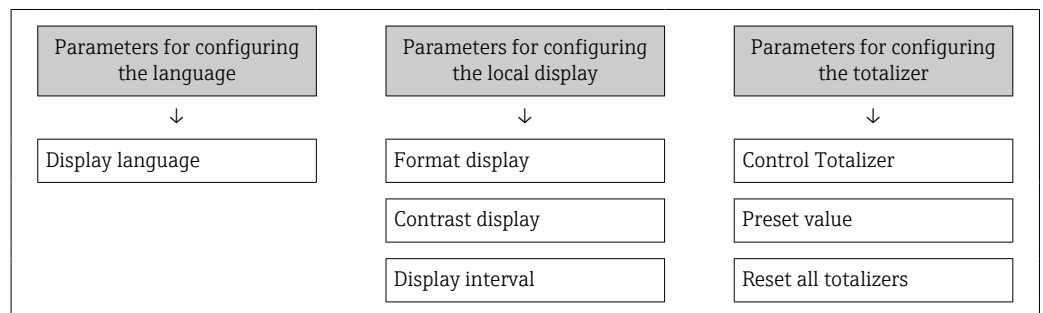 Parameters for configuring
the language
↓
Display language
Parameters for configuring
the local display
↓
Format display
Contrast display
Display interval
Parameters for configuring
the totalizer
↓
Control Totalizer
Preset value
Reset all totalizers